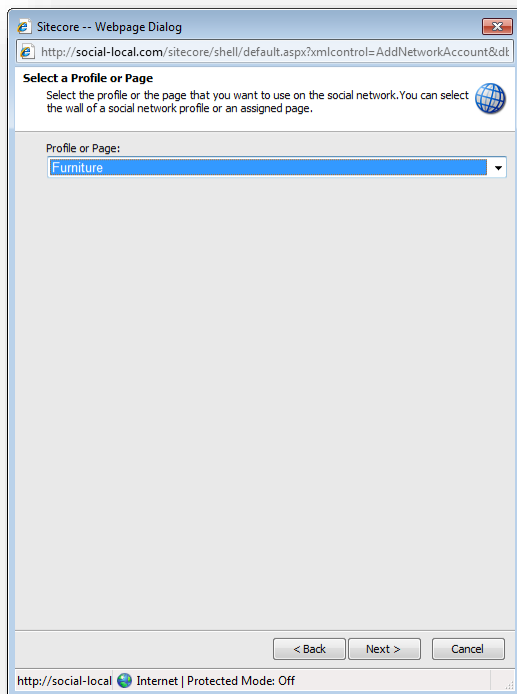 Sitecore -- Webpage Dialog
http://social-local.com/sitecore/shell/default.aspx?xmlcontrol=AddNetworkAccount&db
Select a Profile or Page
Select the profile or the page that you want to use on the social network.You can select
the wall of a social network profile or an assigned page.
Profile or Page:
Furniture
< Back Next > Cancel
http://social-local Internet | Protected Mode: Off